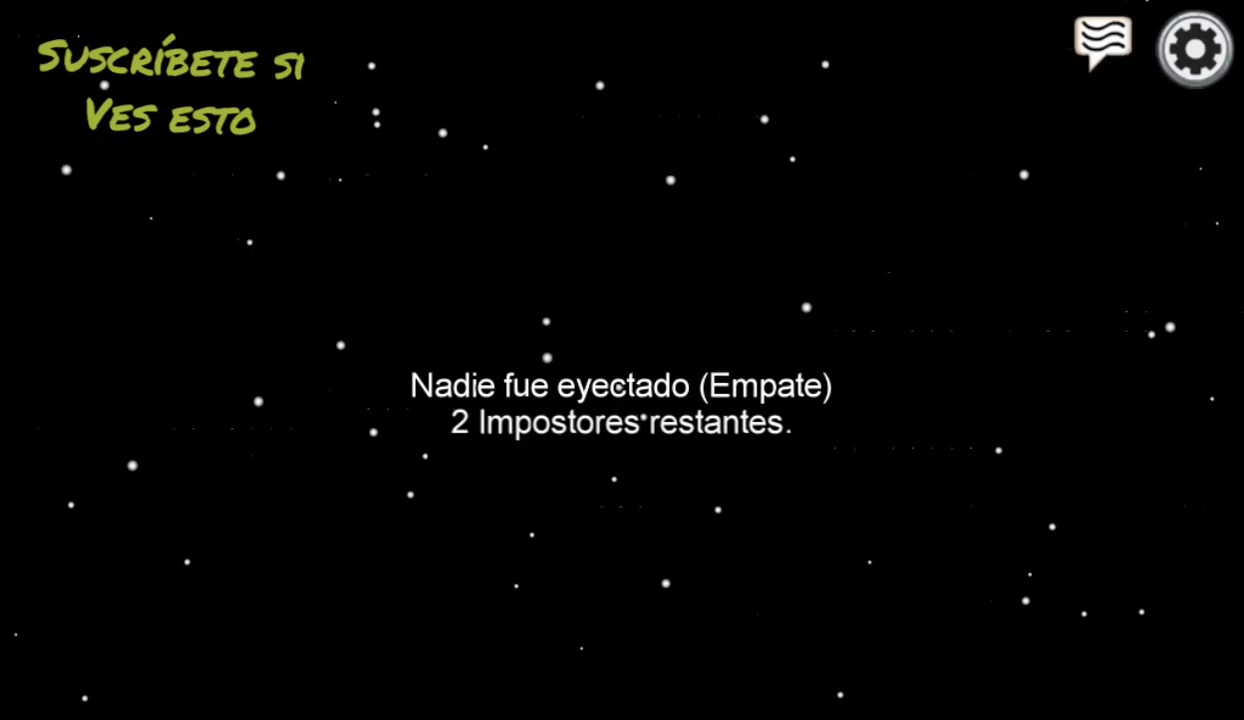 Suscríbete si
Ves esto
Nadie fue eyectado (Empate)
2 Impostores restantes.